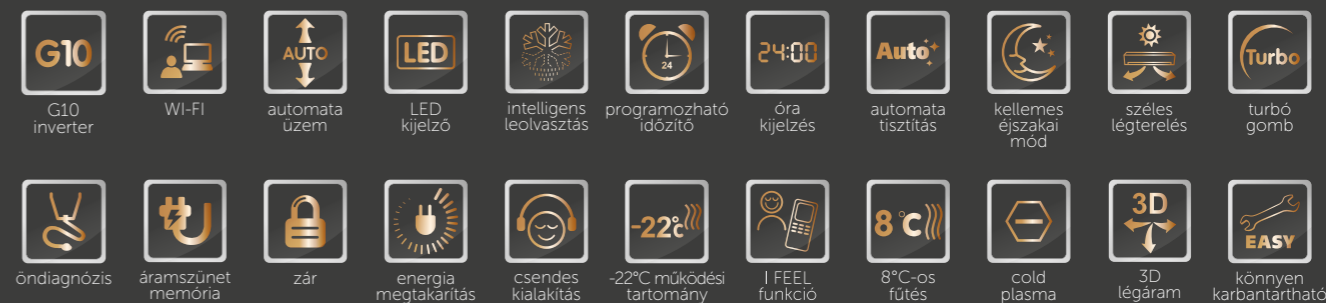 G10
AUTO
LED
24
24:00
Auto
Turbo
G10 WI-FI automata LED intelligens programozható óra automata kellemes széles turbó
inverter üzem kijelző leolvasztás időzítő kijelzés tisztítás éjszakai légterelés gomb
mód
-22°C
8°C
3D
EASY
öndiagnózis áramszünet zár energia csendes -22°C működési I FEEL 8°C-os cold 3D könnyen
memória megtakarítás kialakítás tartomány funkció fűtés plasma légáram karbantartható